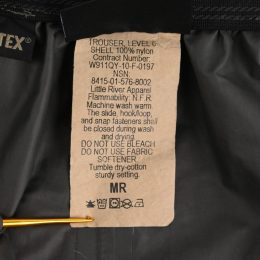 TEX
TROUSER, LEVEL 6
SHELL 100% nylon
Contract Number:
W911QY-10-F-0197
NSN:
8415-01-576-8002
Little River Apparel
Flammability: N.F.R.
Machine wash warm.
The slide, hook/loop,
and snap fasteners shall
be closed during wash
and drying.
DO NOT USE BLEACH
DO NOT USE FABRIC
SOFTENER
Tumble dry-cotton
sturdy setting.
MR